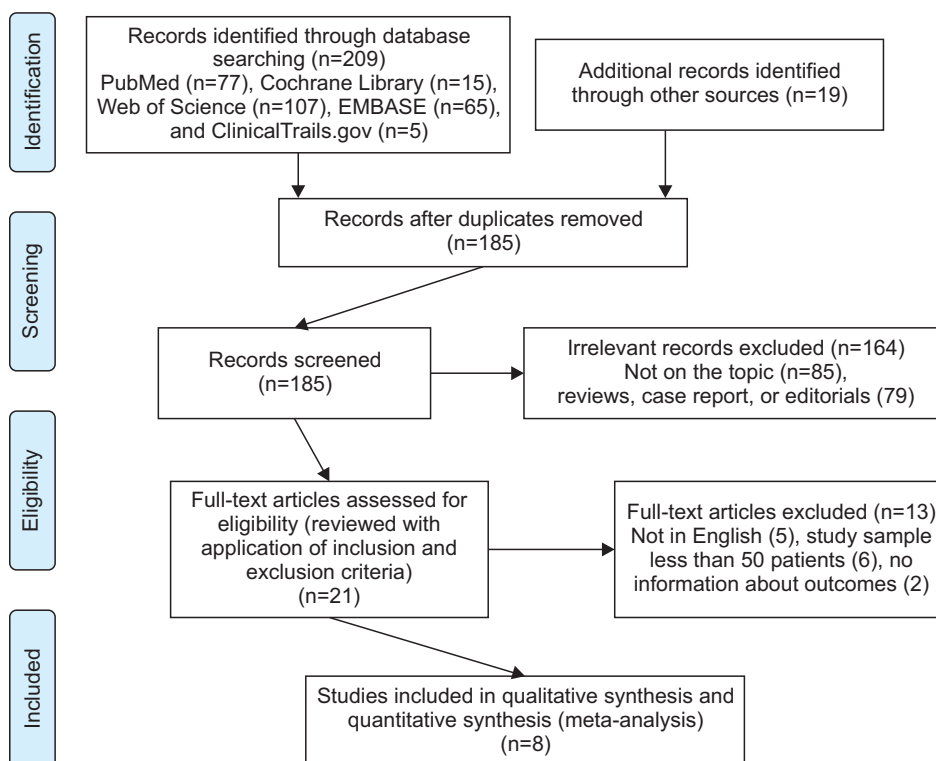 Identification
Records identified through database
searching (n=209)
PubMed (n=77), Cochrane Library (n=15),
Web of Science (n=107), EMBASE (n=65),
and ClinicalTrails.gov (n=5)
Additional records identified
through other sources (n=19)
Screening
Records after duplicates removed
(n=185)
Records screened
(n=185)
Irrelevant records excluded (n=164)
Not on the topic (n=85),
reviews, case report, or editorials (79)
Eligibility
Full-text articles assessed for
eligibility (reviewed with
application of inclusion and
exclusion criteria)
(n=21)
Full-text articles excluded (n=13)
Not in English (5), study sample
less than 50 patients (6), no
information about outcomes (2)
Included
Studies included in qualitative synthesis and
quantitative synthesis (meta-analysis)
(n=8)